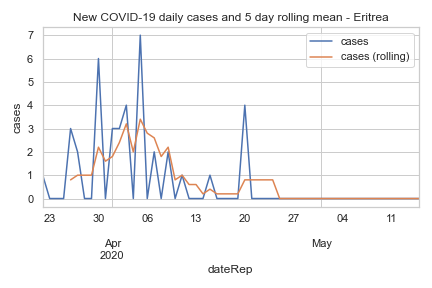 New COVID-19 daily cases and 5 day rolling mean - Eritrea
cases
cases (rolling)
7
6
5
4
3
2
1
0
cases
23 30 06 13 20 27 04 11
Apr May
2020
dateRep